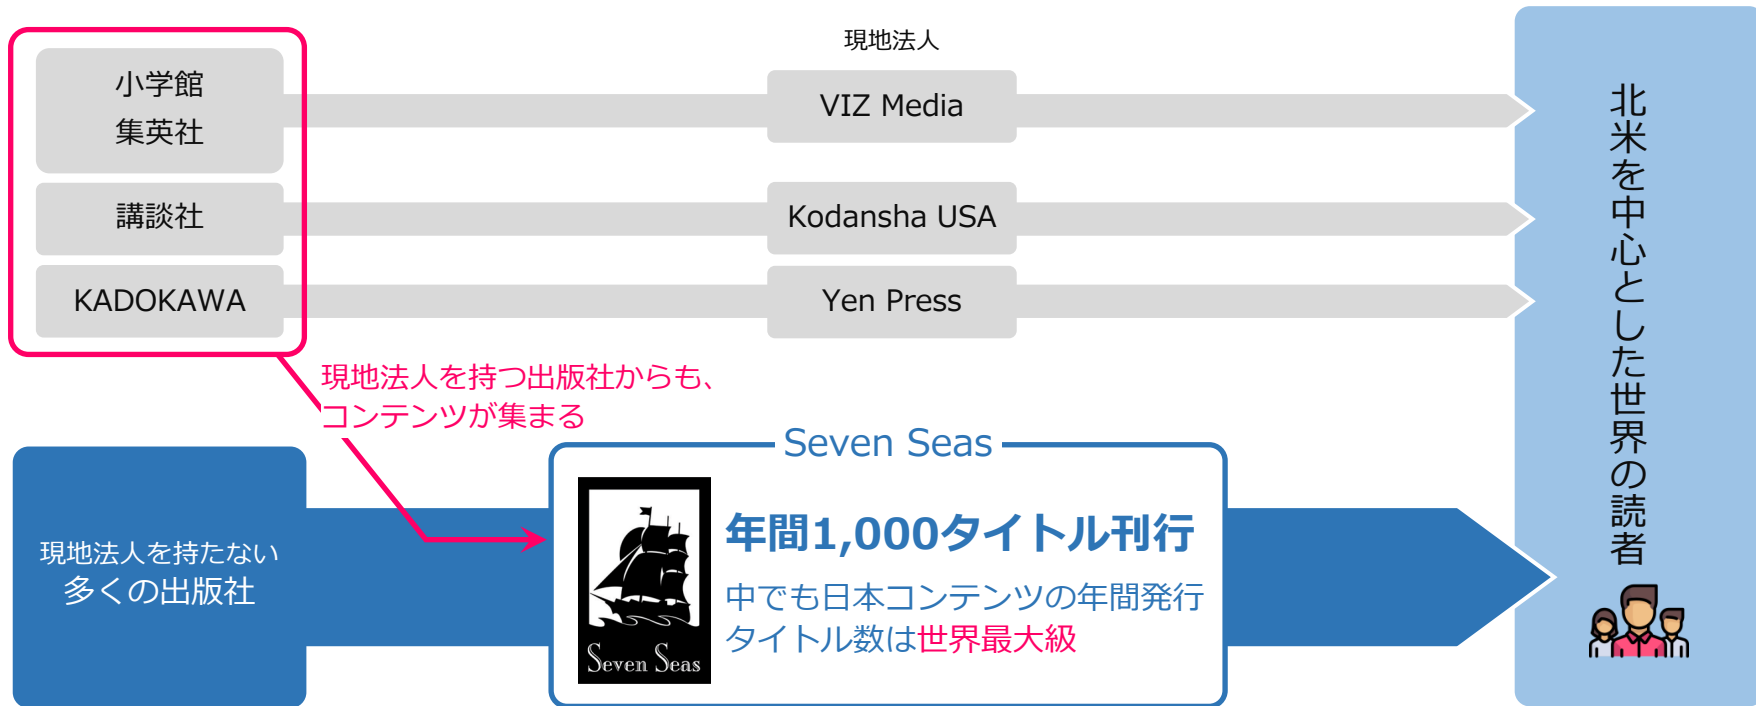 現地法人
小学館
集英社
VIZ Media
講談社
Kodansha USA
KADOKAWA
Yen Press
現地法人を持つ出版社からも、
コンテンツが集まる
現地法人を持たない
多くの出版社
Seven Seas
年間1,000タイトル刊行
中でも日本コンテンツの年間発行
タイトル数は世界最大級
Seven Seas
北米を中心とした世界の読者